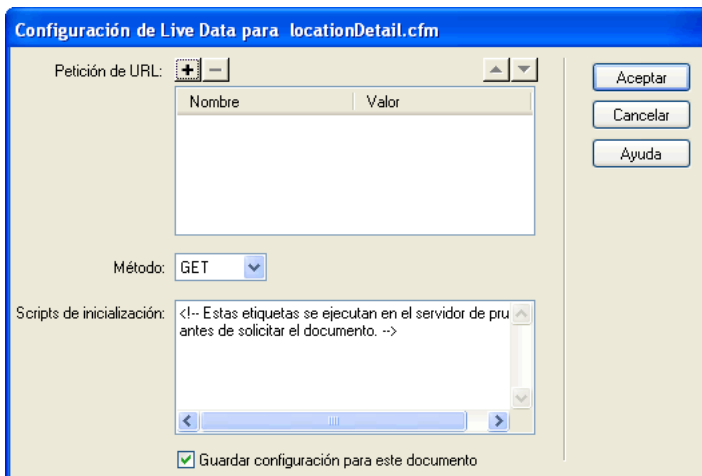 Configuración de Live Data para locationDetail.cfm
Petición de URL:
Nombre Valor
Aceptar
Cancelar
Ayuda
Método: GET
Scripts de inicialización:
<!-- Estas etiquetas se ejecutan en el servidor de pru
antes de solicitar el documento. -->
Guardar configuración para este documento